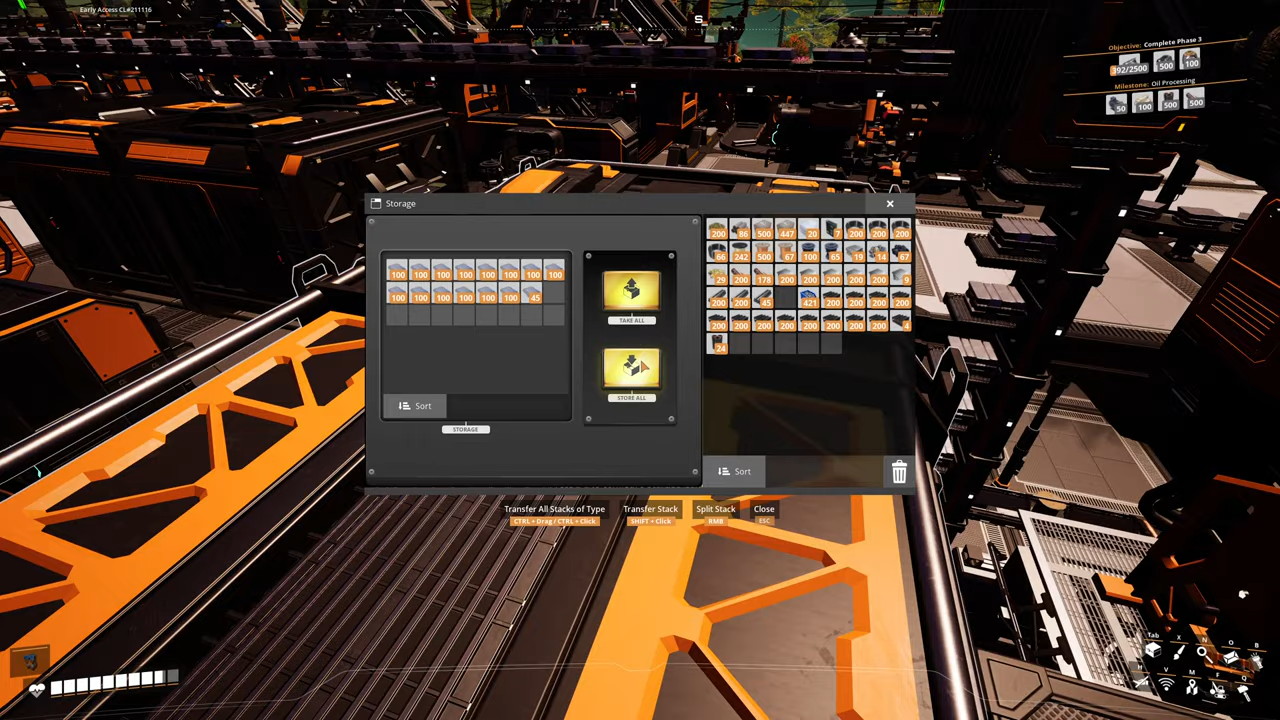 Early Access CL#211116
S
Objective: Complete Phase 3
392/2500 500 100
Milestone: Oil Processing
50 100 500 500
Storage
200 86 500 447 20 7 200 200 200
66 242 500 67 100 65 19 14 67
29 200 178 200 200 200 200 200 9
200 200 45 421 200 200 200 200
200 200 200 200 200 200 200 200 4
24
100 100 100 100 100 100 100 100
100 100 100 100 100 100 45
TAKE ALL
STORE ALL
Sort
STORAGE
Sort
Transfer All Stacks of Type Transfer Stack Split Stack Close
CTRL + Drag / CTRL + Click SHIFT + Click RMB ESC
Tab X O B
V M F Q